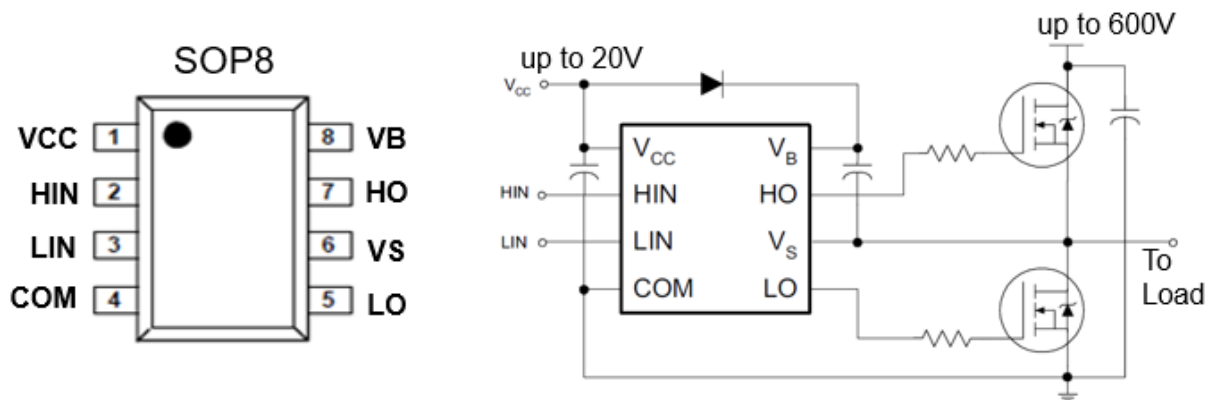 SOP8
VCC 1 8 VB
HIN 2 7 HO
LIN 3 6 VS
COM 4 5 LO
up to 600V
up to 20V
VCC
VCC VB
HIN HIN HO
LIN LIN VS
COM LO
To
Load